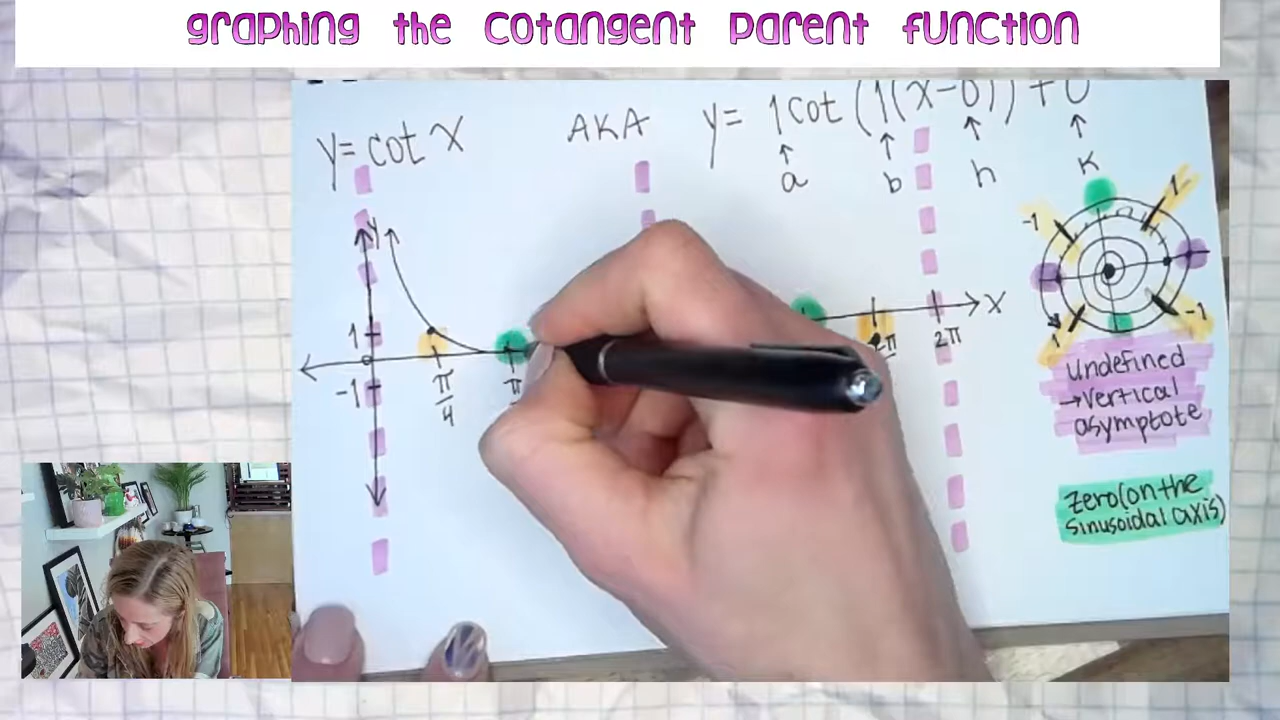 graphing the cotangent parent function
y= cot x
AKA
y= 1cot (1(x-0)) + 0
a
b
h
k
y
1
-1
π/4
π
2π
x
-1
1
1
-1
undefined
→vertical
asymptote
zero(on the
sinusoidal axis)